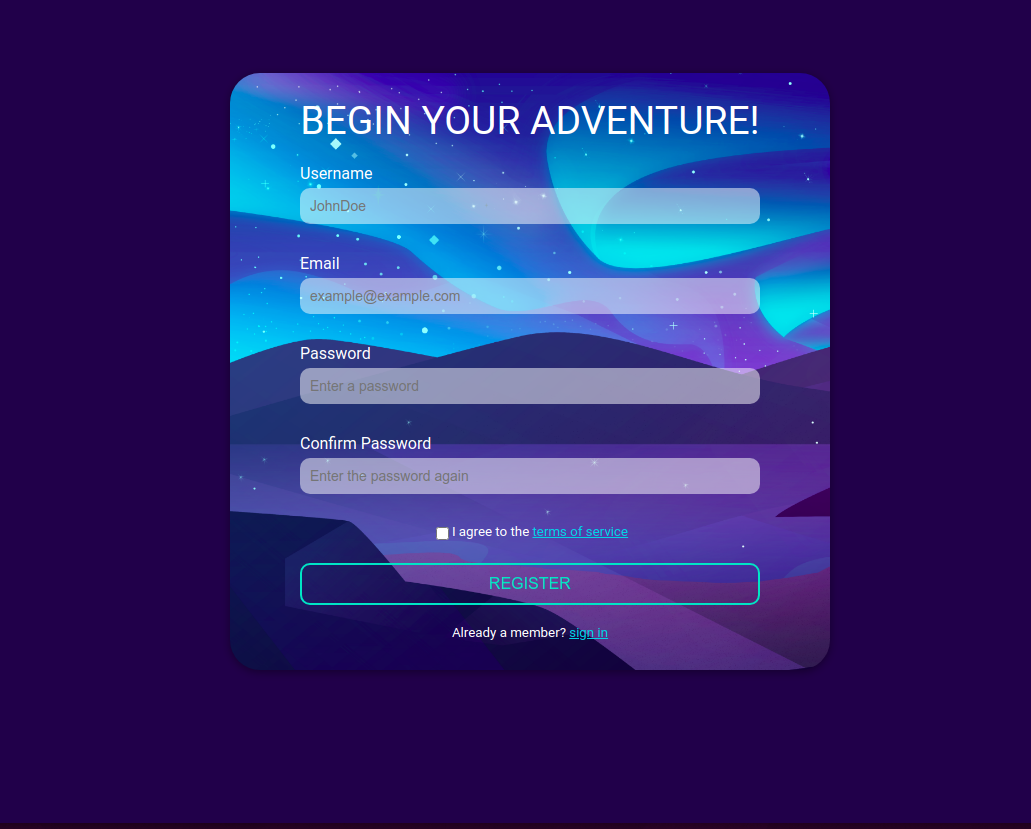 BEGIN YOUR ADVENTURE!
Username
JohnDoe
Email
example@example.com
Password
Enter a password
Confirm Password
Enter the password again
I agree to the terms of service
REGISTER
Already a member? sign in